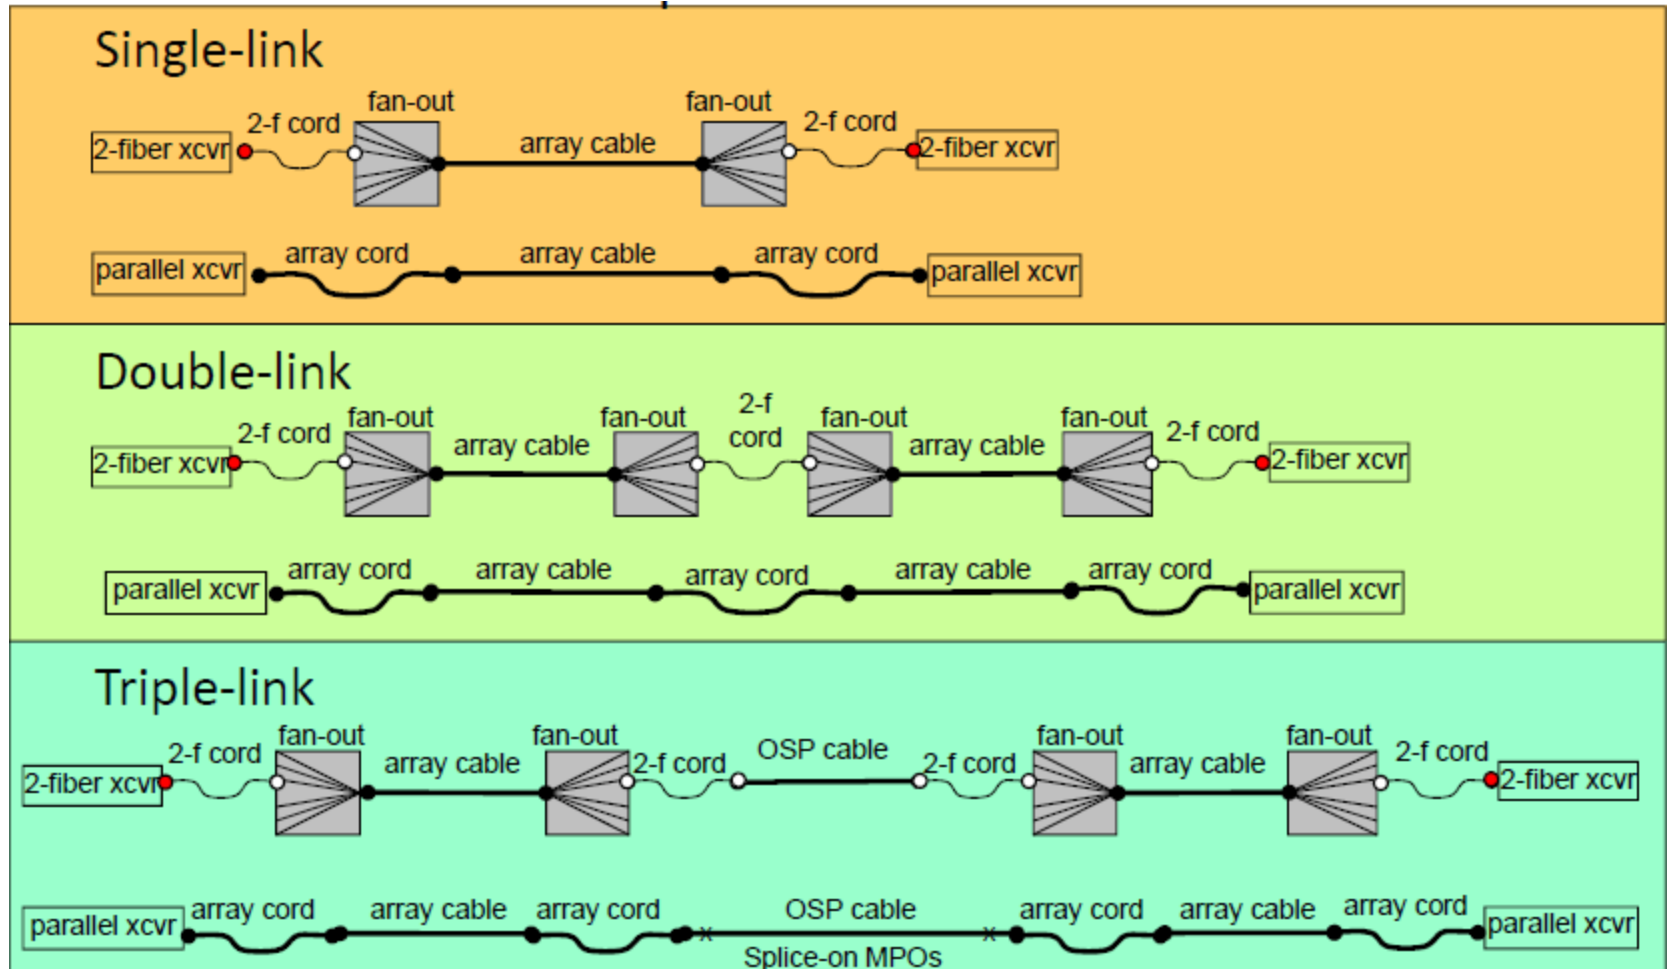 Single-link
fan-out fan-out
2-f cord 2-f cord
2-fiber xcvr array cable 2-fiber xcvr
array cord array cable array cord
parallel xcvr parallel xcvr
Double-link
2-f
fan-out fan-out cord fan-out fan-out
2-f cord array cable array cable 2-f cord
2-fiber xcvr 2-fiber xcvr
array cord array cable array cord array cable array cord
parallel xcvr parallel xcvr
Triple-link
fan-out fan-out OSP cable fan-out fan-out
2-f cord array cable 2-f cord 2-f cord array cable 2-f cord
2-fiber xcvr 2-fiber xcvr
array cord array cable array cord OSP cable array cord array cable array cord
parallel xcvr x x parallel xcvr
Splice-on MPOs